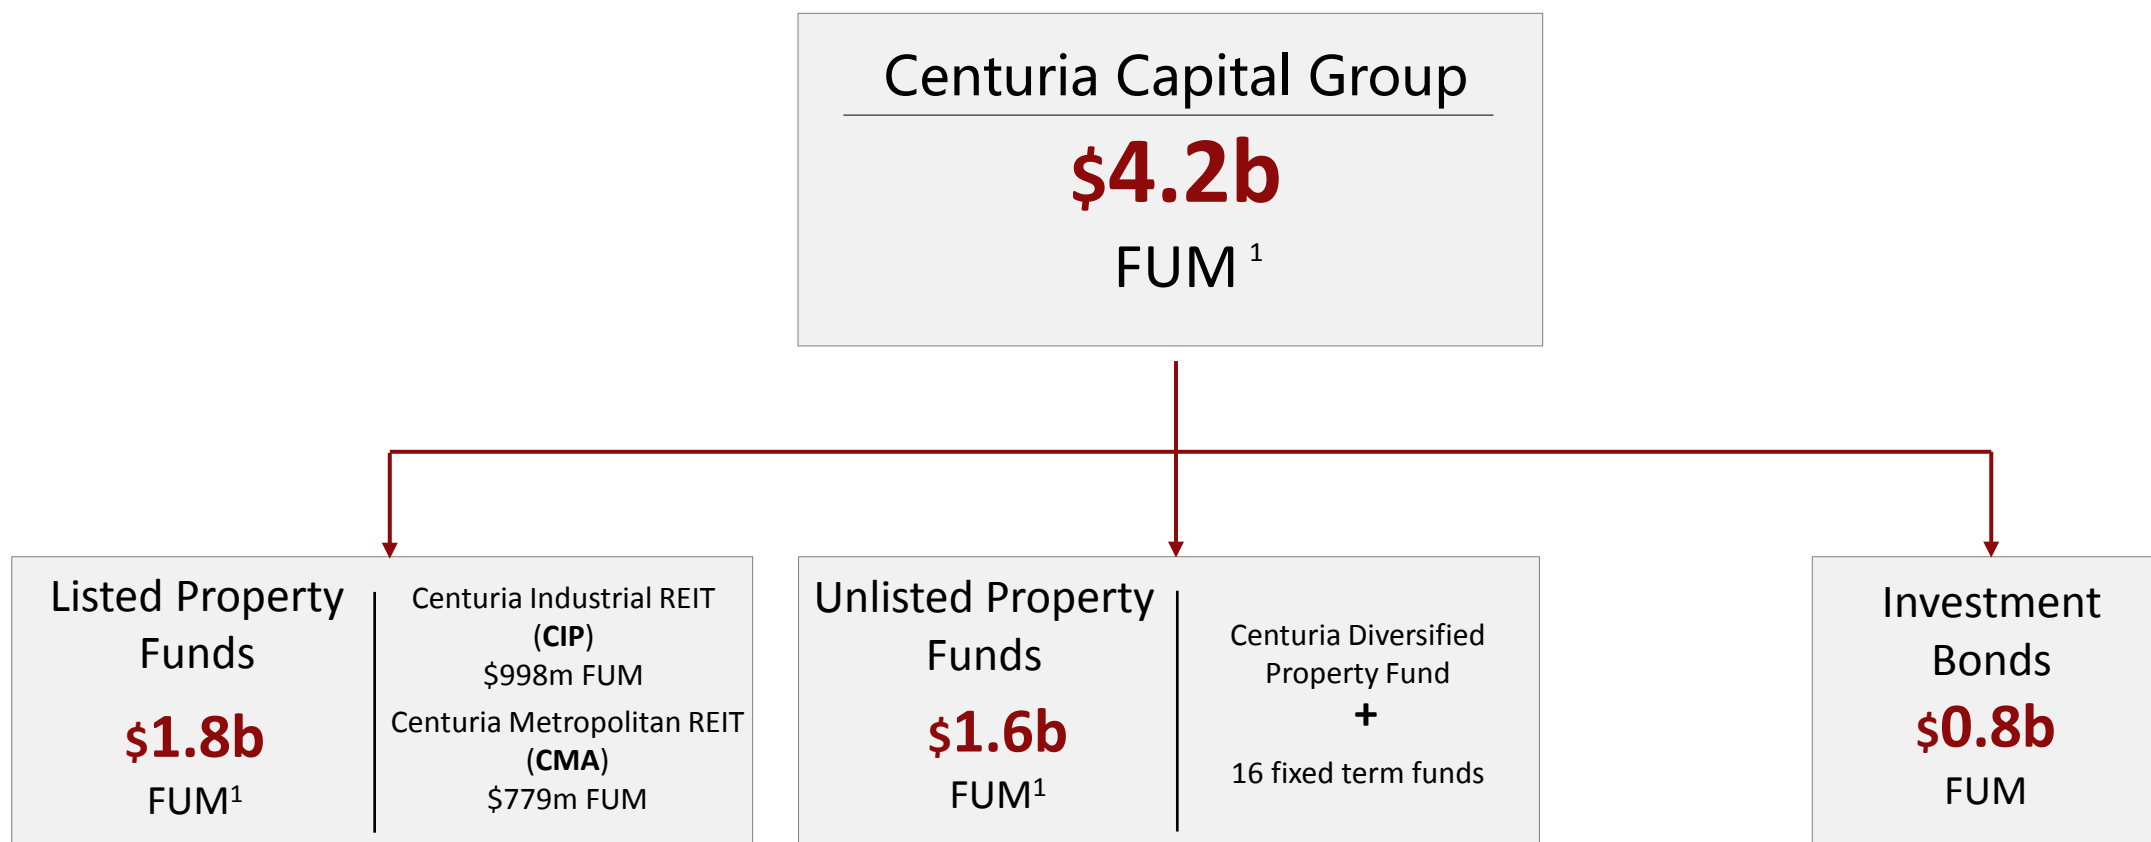 Centuria Capital Group
$4.2b
FUM 1
Listed Property
Funds
$1.8b
FUM1
Centuria Industrial REIT
(CIP)
$998m FUM
Centuria Metropolitan REIT
(CMA)
$779m FUM
Unlisted Property
Funds
$1.6b
FUM1
Centuria Diversified
Property Fund
+
16 fixed term funds
Investment
Bonds
$0.8b
FUM